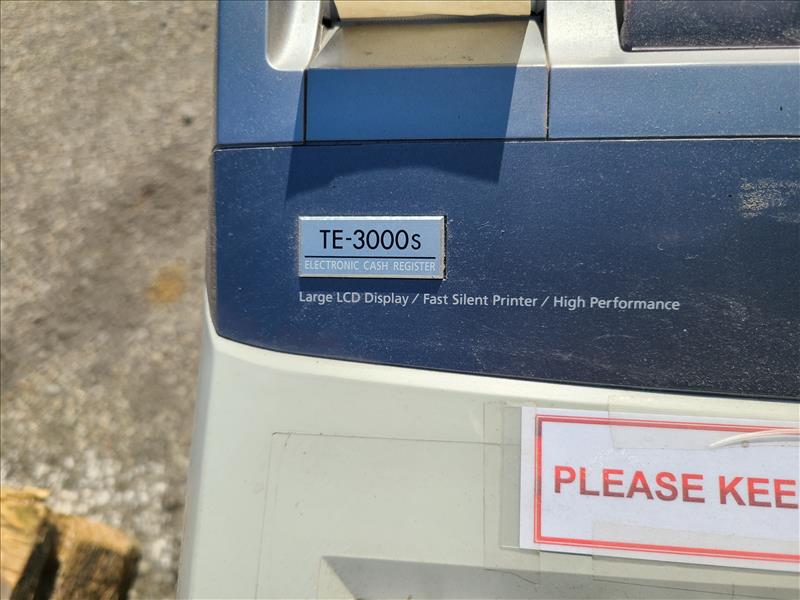 TE-3000s
ELECTRONIC CASH REGISTER
Large LCD Display / Fast Silent Printer / High Performance
PLEASE KEE